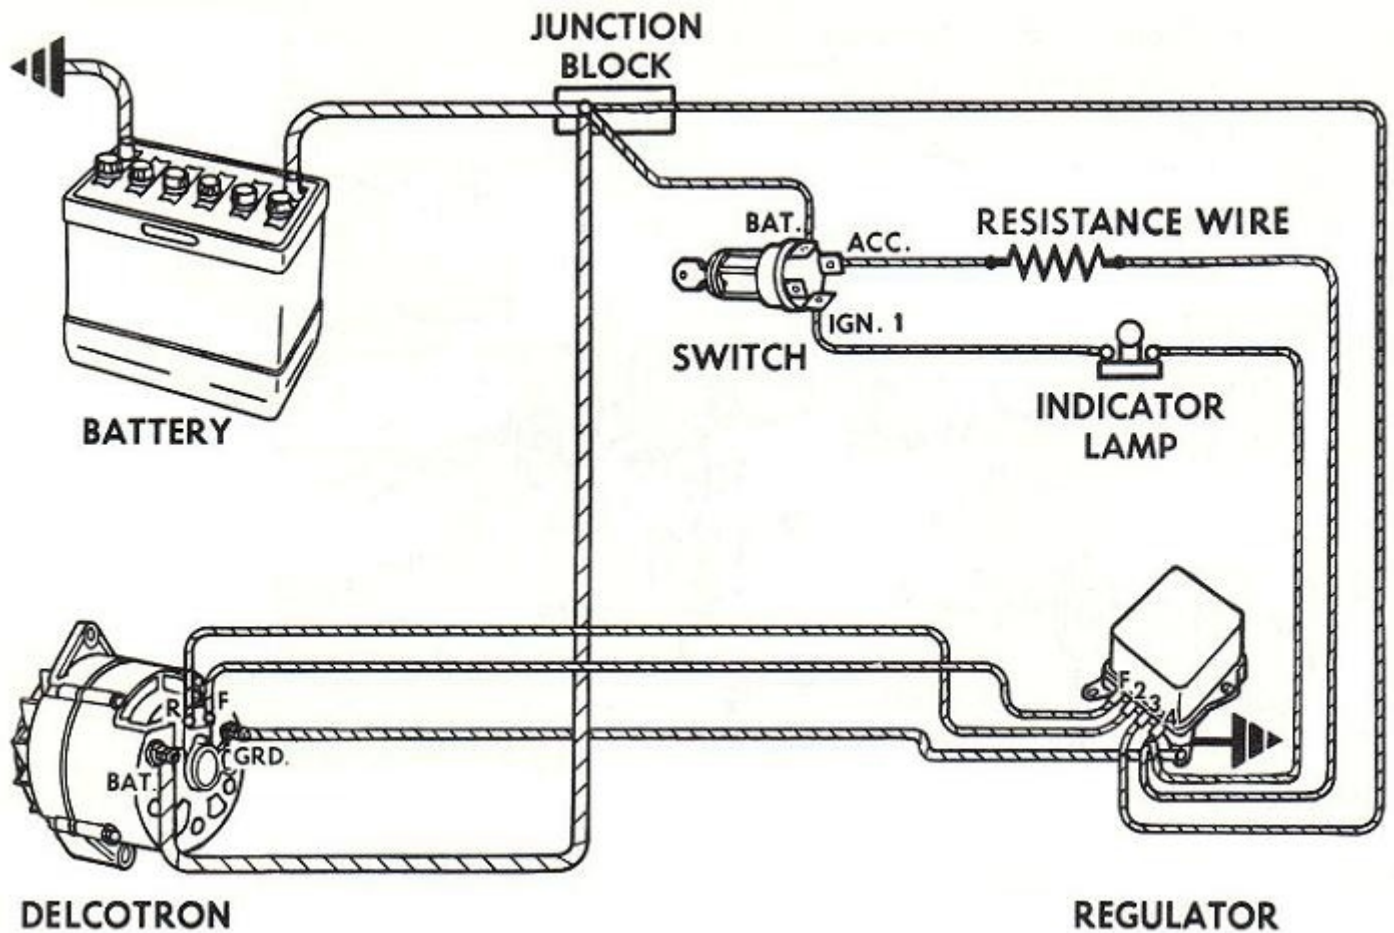 JUNCTION
BLOCK
BAT.
ACC.
RESISTANCE WIRE
IGN. 1
SWITCH
INDICATOR
LAMP
BATTERY
R
F
GRD.
BAT.
F
2
3
4
DELCOTRON
REGULATOR